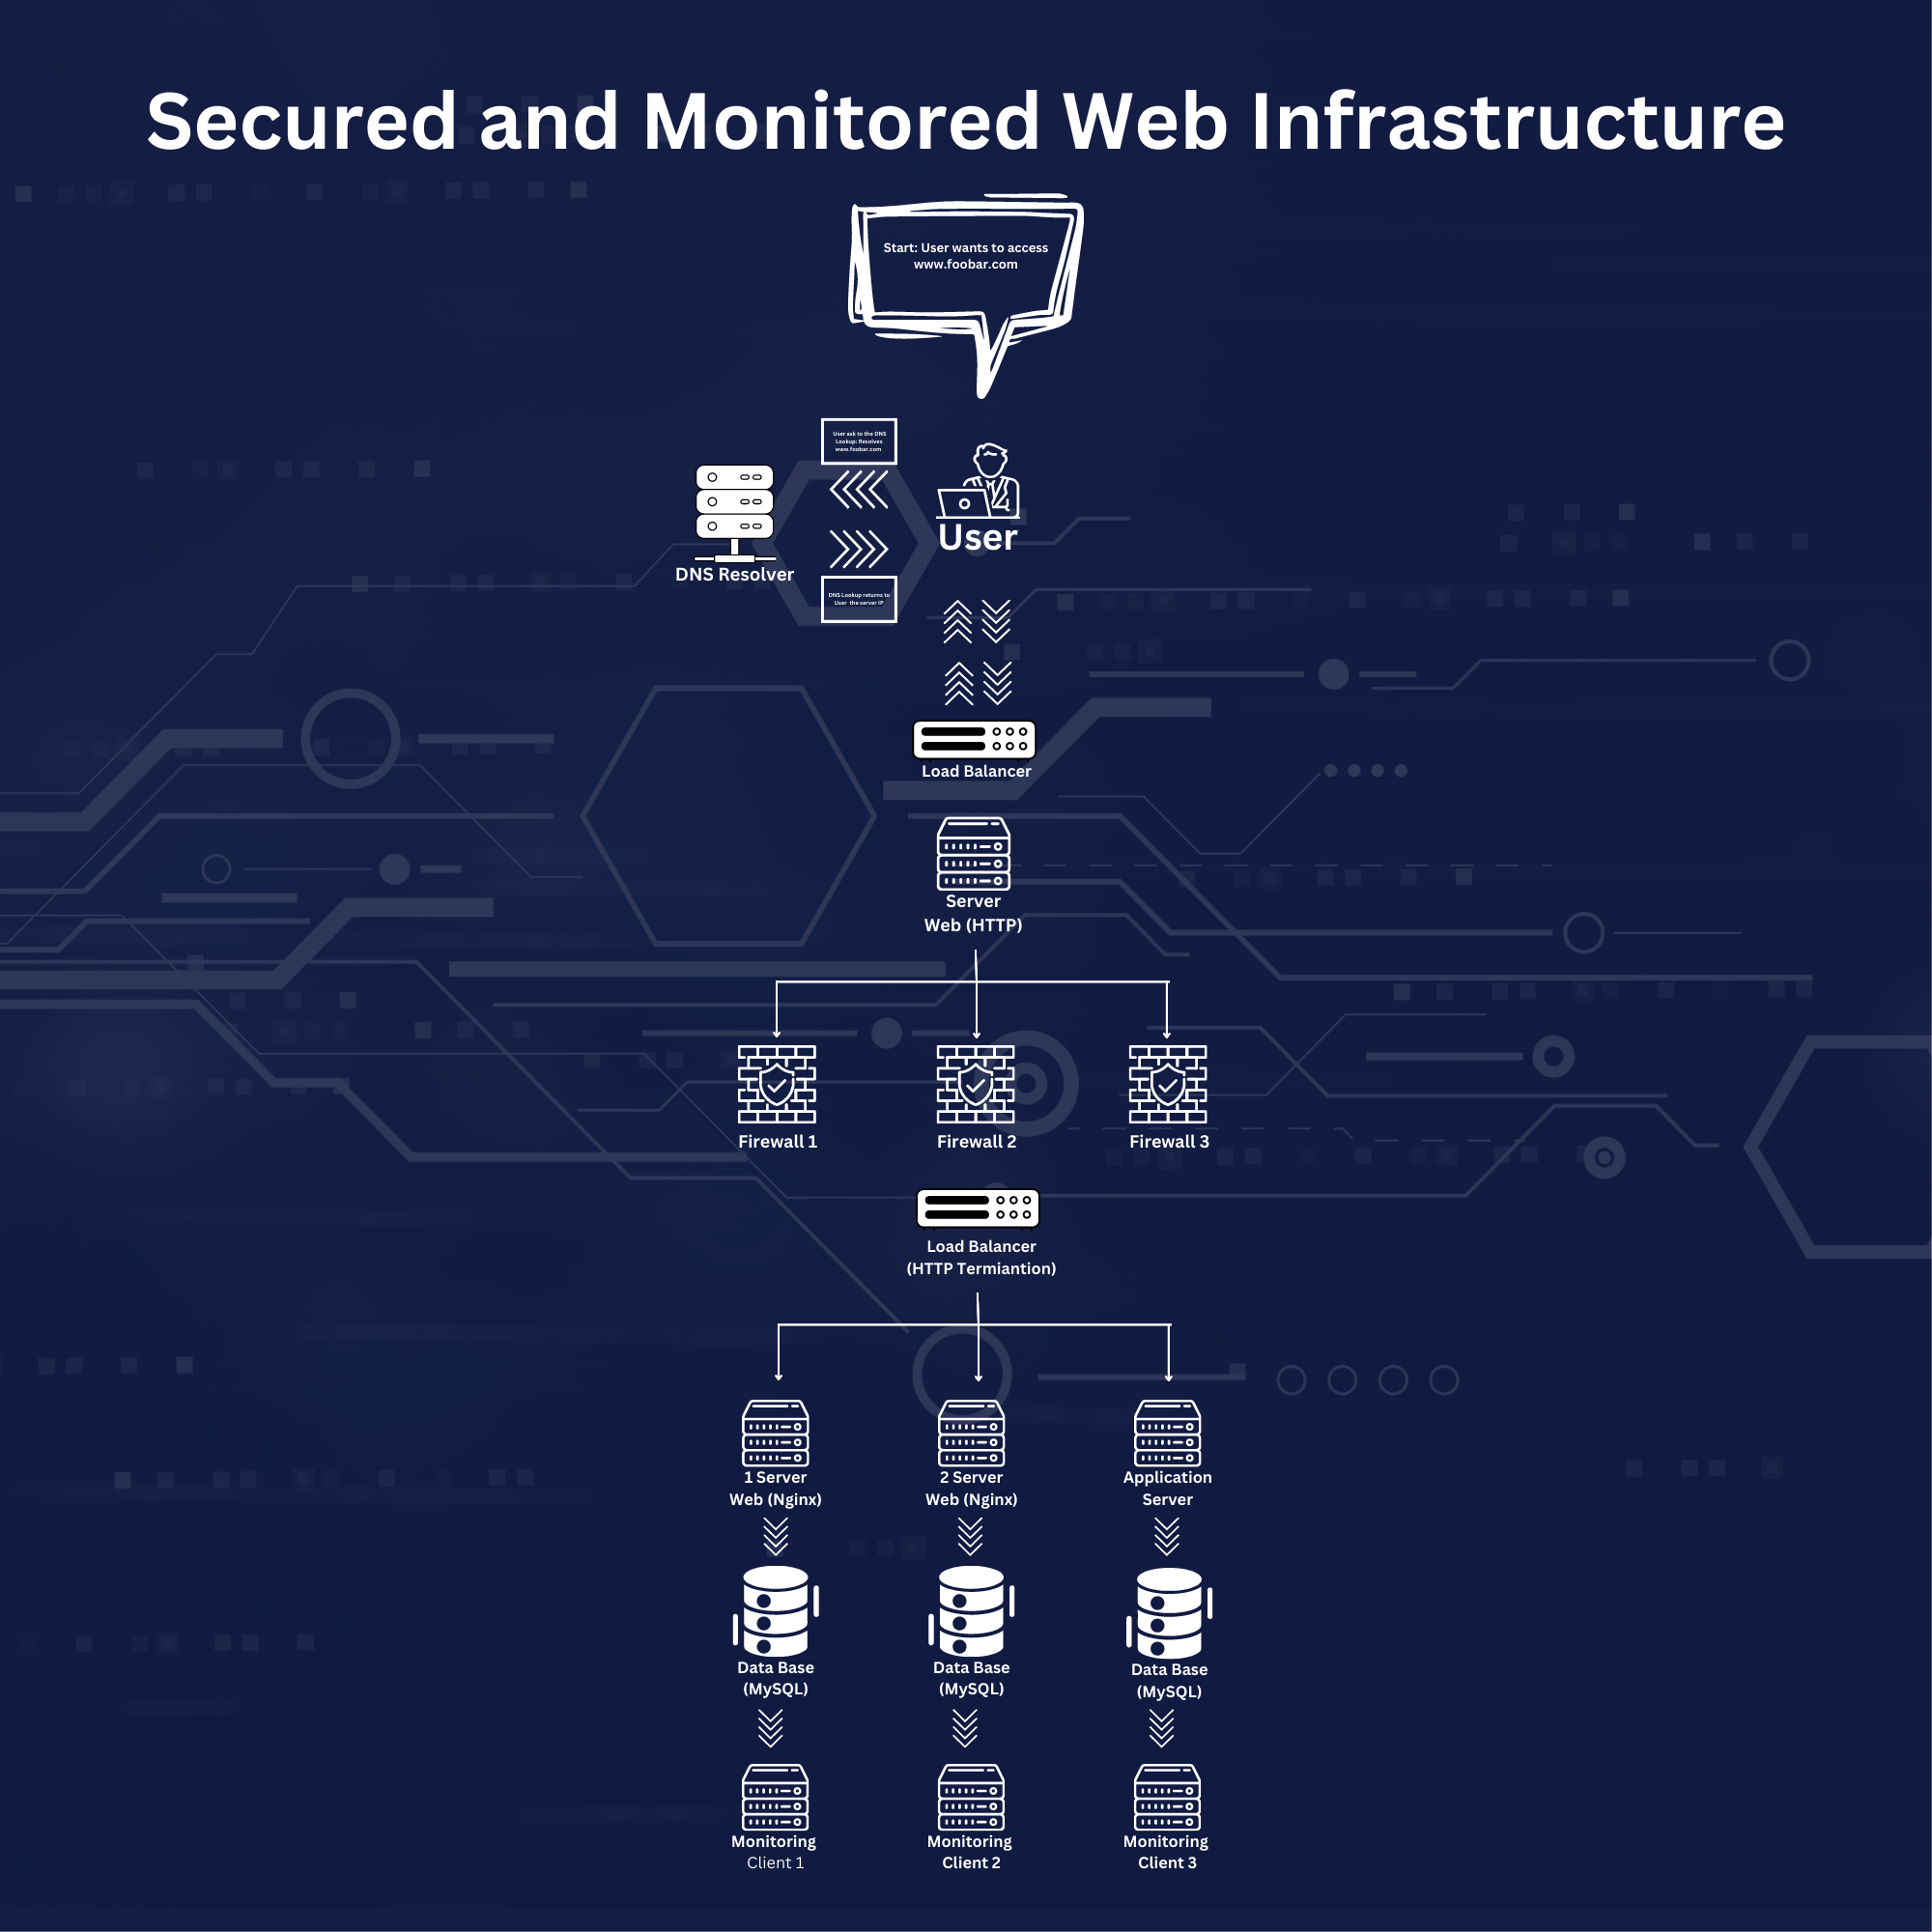 Secured and Monitored Web Infrastructure
Start: User wants to access
www.foobar.com
User ask to the DNS
Lookup: Resolves
www.foobar.com
User
DNS Resolver
DNS Lookup returns to
User the server IP
Load Balancer
Server
Web (HTTP)
Firewall 1
Firewall 2
Firewall 3
Load Balancer
(HTTP Termiantion)
1 Server
Web (Nginx)
2 Server
Web (Nginx)
Application
Server
Data Base
(MySQL)
Data Base
(MySQL)
Data Base
(MySQL)
Monitoring
Client 1
Monitoring
Client 2
Monitoring
Client 3